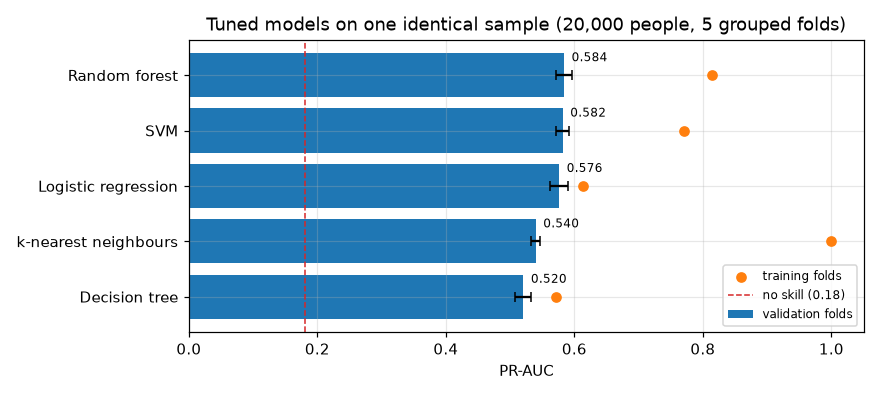 Tuned models on one identical sample (20,000 people, 5 grouped folds)
Random forest
0.584
SVM
0.582
Logistic regression
0.576
k-nearest neighbours
0.540
Decision tree
0.520
training folds
no skill (0.18)
validation folds
0.0 0.2 0.4 0.6 0.8 1.0
PR-AUC